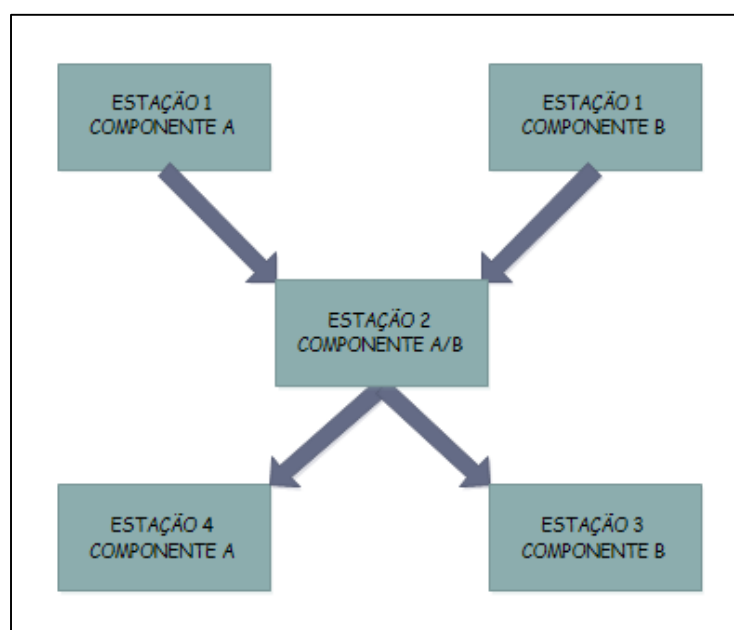 ESTAÇÃO 1
COMPONENTE A
ESTAÇÃO 1
COMPONENTE B
ESTAÇÃO 2
COMPONENTE A/B
ESTAÇÃO 4
COMPONENTE A
ESTAÇÃO 3
COMPONENTE B